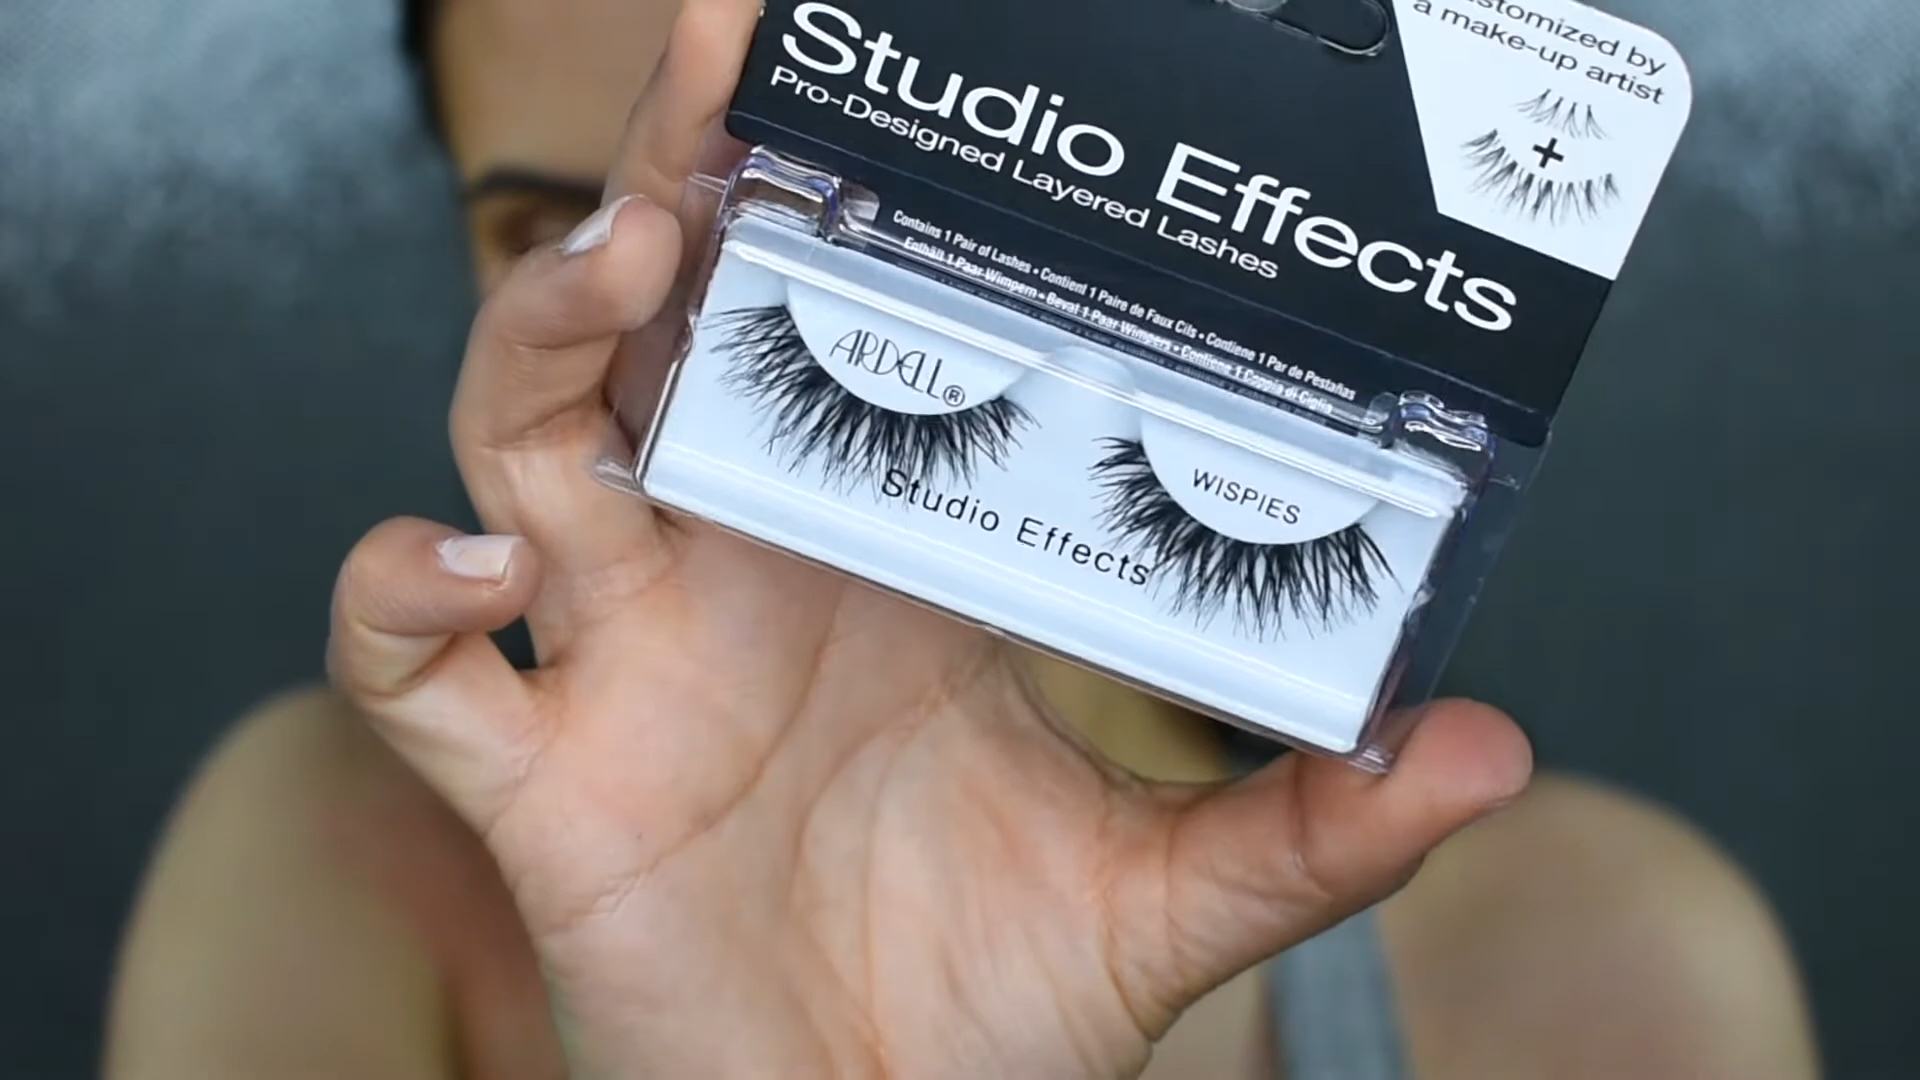 Studio Effects
Pro-Designed Layered Lashes
by
a make-up artist
+
Contains 1 Pair of Lashes • Contient 1 Paire de Faux Cils • Contiene 1 Par de Pestañas
Enthält 1 Paar Wimpern • Bevat 1 Paar Wimpers • Contiene 1 Coppia di Ciglia
ARDELL®
WISPIES
Studio Effects